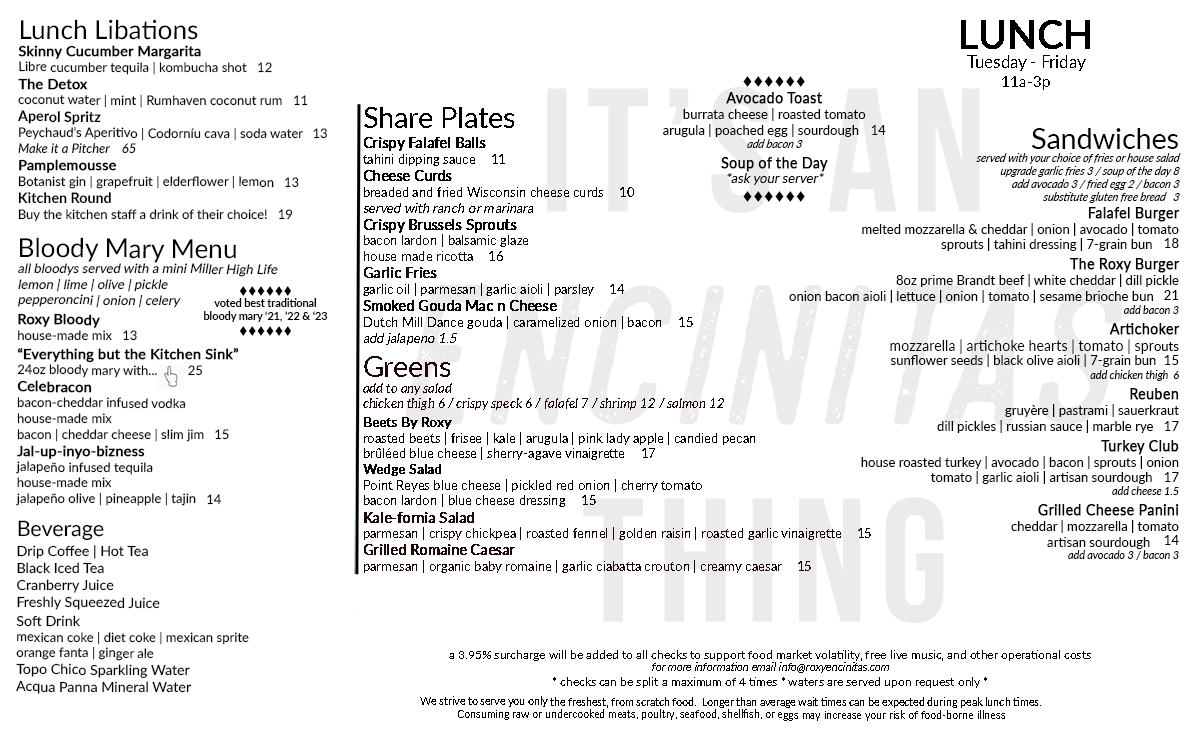 Lunch Libations
Skinny Cucumber Margarita
Libre cucumber tequila | kombucha shot 12
The Detox
coconut water | mint | Rumhaven coconut rum 11
Aperol Spritz
Peychaud's Aperitivo | Codorníu cava | soda water 13
Make it a Pitcher 65
Pamplemousse
Botanist gin | grapefruit | elderflower | lemon 13
Kitchen Round
Buy the kitchen staff a drink of their choice! 19
Bloody Mary Menu
all bloodys served with a mini Miller High Life
lemon | lime | olive | pickle
pepperoncini | onion | celery
♦♦♦♦♦♦
voted best traditional
bloody mary '21, '22 & '23
♦♦♦♦♦♦
Roxy Bloody
house-made mix 13
"Everything but the Kitchen Sink"
24oz bloody mary with... 25
Celebracon
bacon-cheddar infused vodka
house-made mix
bacon | cheddar cheese | slim jim 15
Jal-up-inyo-bizness
jalapeño infused tequila
house-made mix
jalapeño olive | pineapple | tajin 14
Beverage
Drip Coffee | Hot Tea
Black Iced Tea
Cranberry Juice
Freshly Squeezed Juice
Soft Drink
mexican coke | diet coke | mexican sprite
orange fanta | ginger ale
Topo Chico Sparkling Water
Acqua Panna Mineral Water
Share Plates
Crispy Falafel Balls
tahini dipping sauce 11
Cheese Curds
breaded and fried Wisconsin cheese curds 10
served with ranch or marinara
Crispy Brussels Sprouts
bacon lardon | balsamic glaze
house made ricotta 16
Garlic Fries
garlic oil | parmesan | garlic aioli | parsley 14
Smoked Gouda Mac n Cheese
Dutch Mill Dance gouda | caramelized onion | bacon 15
add jalapeno 1.5
Greens
add to any salad
chicken thigh 6 / crispy speck 6 / falafel 7 / shrimp 12 / salmon 12
Beets By Roxy
roasted beets | frisee | kale | arugula | pink lady apple | candied pecan
brûléed blue cheese | sherry-agave vinaigrette 17
Wedge Salad
Point Reyes blue cheese | pickled red onion | cherry tomato
bacon lardon | blue cheese dressing 15
Kale-fornia Salad
parmesan | crispy chickpea | roasted fennel | golden raisin | roasted garlic vinaigrette 15
Grilled Romaine Caesar
parmesan | organic baby romaine | garlic ciabatta crouton | creamy caesar 15
♦♦♦♦♦♦
Avocado Toast
burrata cheese | roasted tomato
arugula | poached egg | sourdough 14
add bacon 3
Soup of the Day
*ask your server*
♦♦♦♦♦♦
LUNCH
Tuesday - Friday
11a-3p
Sandwiches
served with your choice of fries or house salad
upgrade garlic fries 3 / soup of the day 8
add avocado 3 / fried egg 2 / bacon 3
substitute gluten free bread 3
Falafel Burger
melted mozzarella & cheddar | onion | avocado | tomato
sprouts | tahini dressing | 7-grain bun 18
The Roxy Burger
8oz prime Brandt beef | white cheddar | dill pickle
onion bacon aioli | lettuce | onion | tomato | sesame brioche bun 21
add bacon 3
Artichoker
mozzarella | artichoke hearts | tomato | sprouts
sunflower seeds | black olive aioli | 7-grain bun 15
add chicken thigh 6
Reuben
gruyère | pastrami | sauerkraut
dill pickles | russian sauce | marble rye 17
Turkey Club
house roasted turkey | avocado | bacon | sprouts | onion
tomato | garlic aioli | artisan sourdough 17
add cheese 1.5
Grilled Cheese Panini
cheddar | mozzarella | tomato
artisan sourdough 14
add avocado 3 / bacon 3
IT'S AN
ENCINITAS
THING
a 3.95% surcharge will be added to all checks to support food market volatility, free live music, and other operational costs
for more information email info@roxyencinitas.com
* checks can be split a maximum of 4 times * waters are served upon request only *
We strive to serve you only the freshest, from scratch food. Longer than average wait times can be expected during peak lunch times.
Consuming raw or undercooked meats, poultry, seafood, shellfish, or eggs may increase your risk of food-borne illness